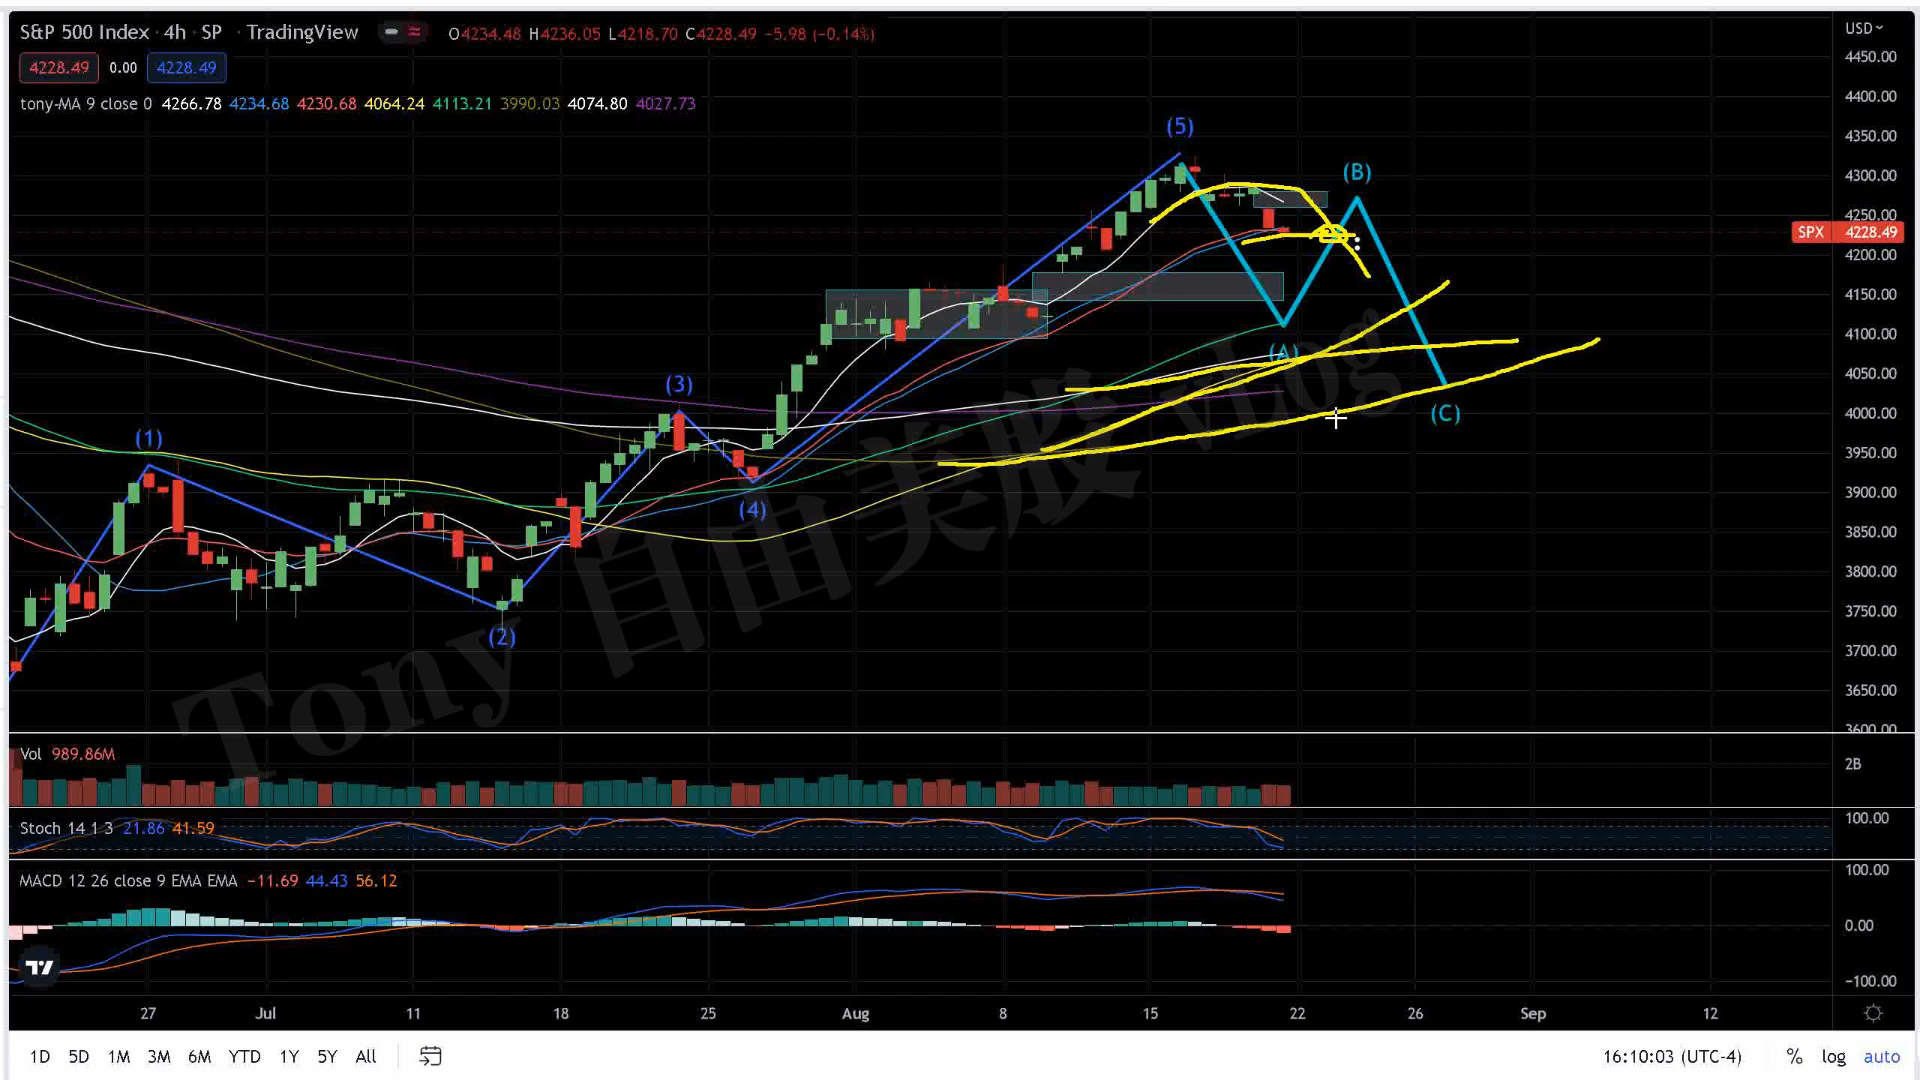 S&P 500 Index · 4h · SP · TradingView O4234.48 H4236.05 L4218.70 C4228.49 −5.98 (−0.14%)
USD
4228.49 0.00 4228.49
tony-MA 9 close 0 4266.78 4234.68 4230.68 4064.24 4113.21 3990.03 4074.80 4027.73
4450.00
4400.00
4350.00
4300.00
4250.00
SPX 4228.49
4200.00
4150.00
4100.00
4050.00
4000.00
3950.00
3900.00
3850.00
3800.00
3750.00
3700.00
3650.00
3600.00
(1)
(2)
(3)
(4)
(5)
(A)
(B)
(C)
Tony 自由美股 vLog
Vol 989.86M
2B
Stoch 14 1 3 21.86 41.59
100.00
MACD 12 26 close 9 EMA EMA −11.69 44.43 56.12
100.00
0.00
−100.00
27 Jul 11 18 25 Aug 8 15 22 26 Sep 12
1D 5D 1M 3M 6M YTD 1Y 5Y All 16:10:03 (UTC-4) % log auto